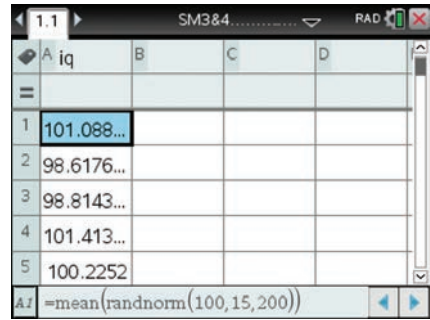 1.1 SM3&4............. RAD
A iq B C D
=
1 101.088...
2 98.6176...
3 98.8143...
4 101.413...
5 100.2252
A1 =mean(randnorm(100,15,200))